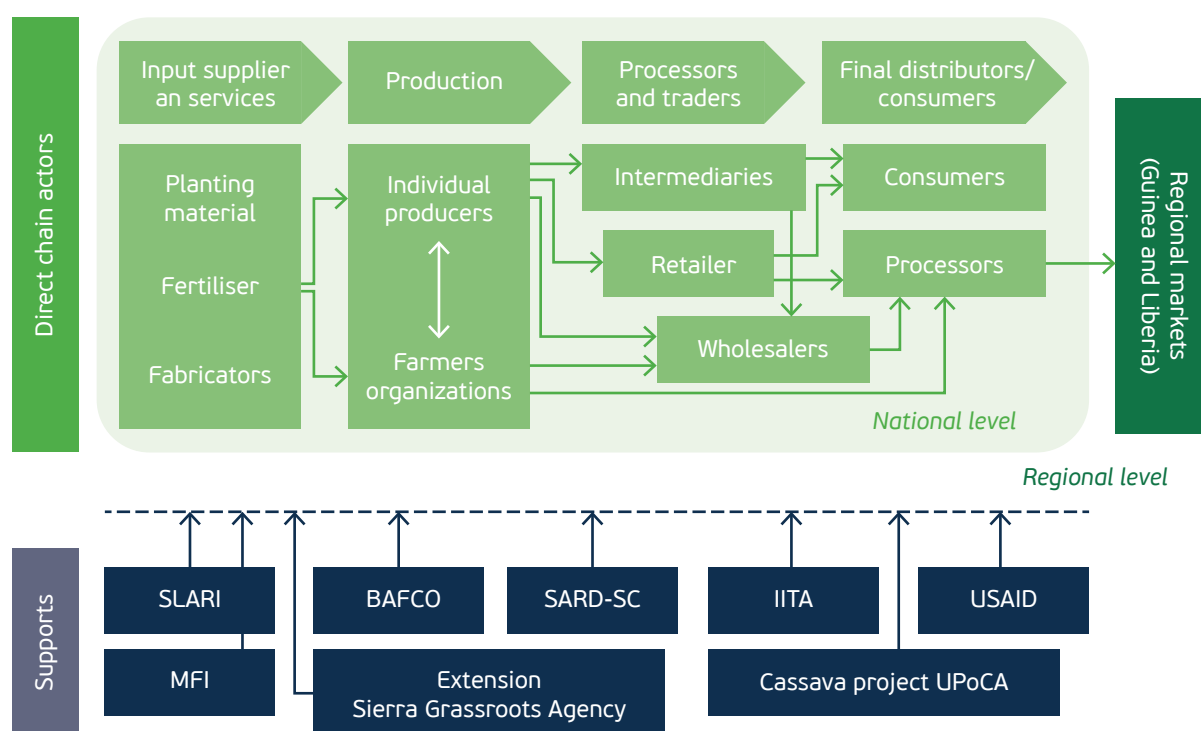 Direct chain actors
Input supplier
an services
Production
Processors
and traders
Final distributors/
consumers
Planting
material
Fertiliser
Fabricators
Individual
producers
Farmers
organizations
Intermediaries
Retailer
Wholesalers
Consumers
Processors
National level
Regional markets
(Guinea and Liberia)
Regional level
Supports
SLARI
BAFCO
SARD-SC
IITA
USAID
MFI
Extension
Sierra Grassroots Agency
Cassava project UPoCA